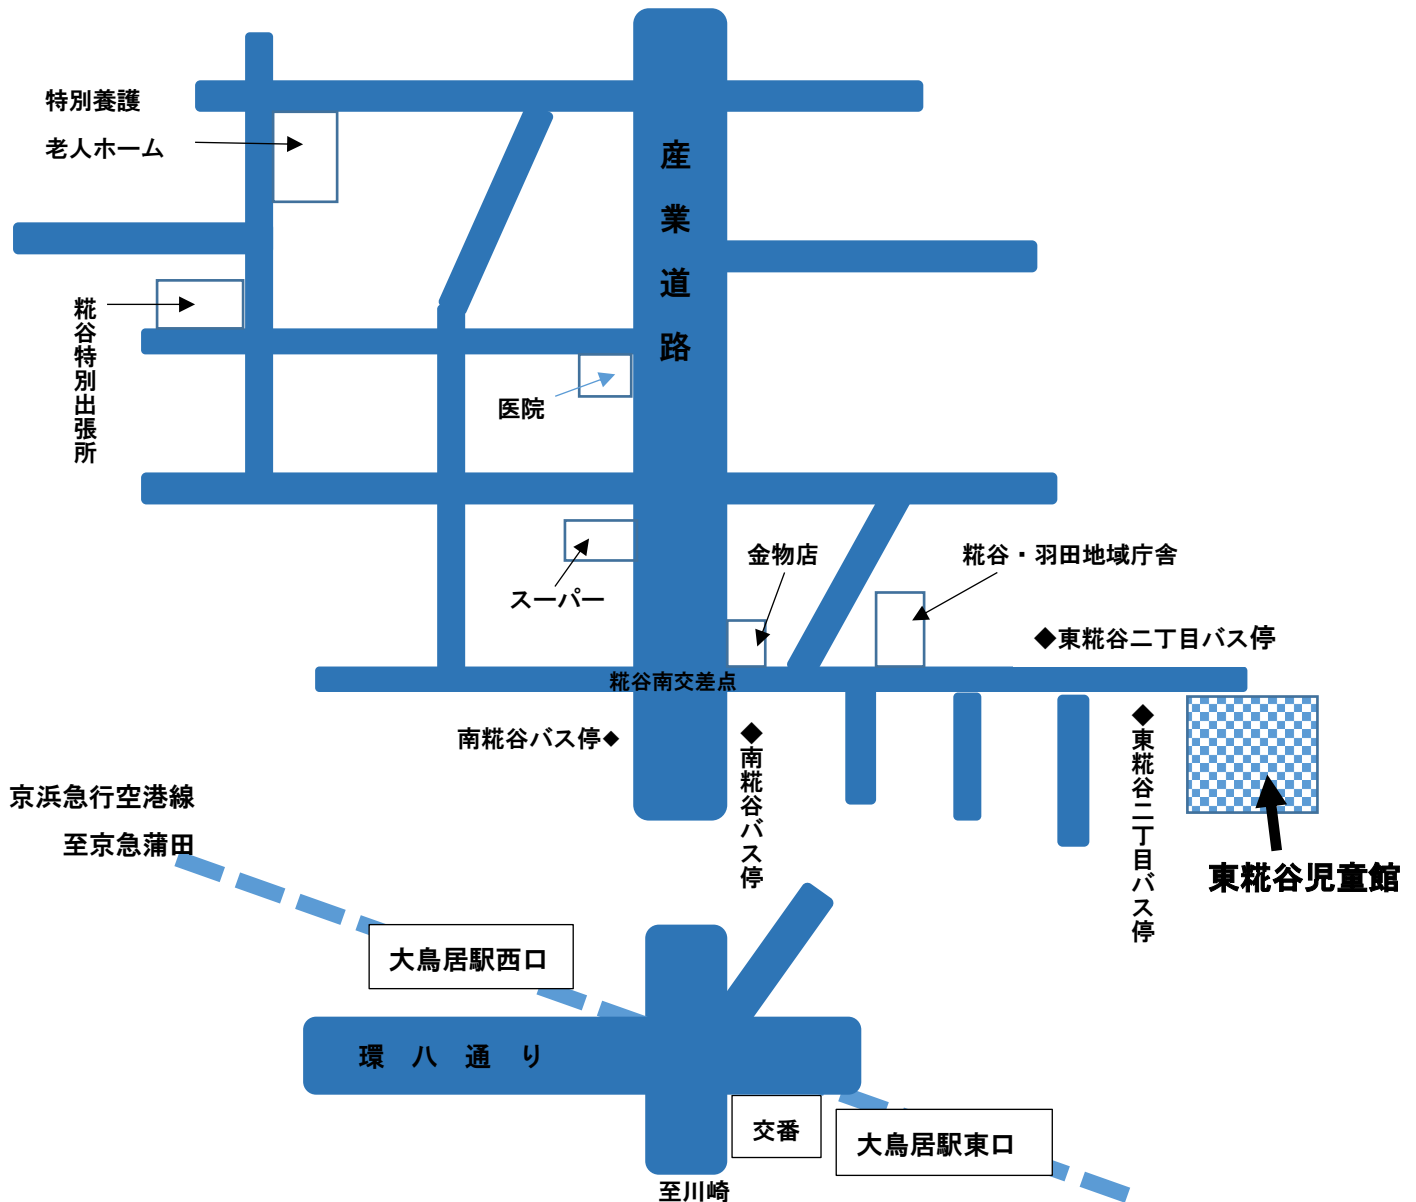 特別養護
老人ホーム
産業道路
糀谷特別出張所
医院
スーパー
金物店
糀谷・羽田地域庁舎
◆東糀谷二丁目バス停
糀谷南交差点
南糀谷バス停◆
◆南糀谷バス停
◆東糀谷二丁目バス停
京浜急行空港線
至京急蒲田
東糀谷児童館
大鳥居駅西口
環八通り
交番
大鳥居駅東口
至川崎